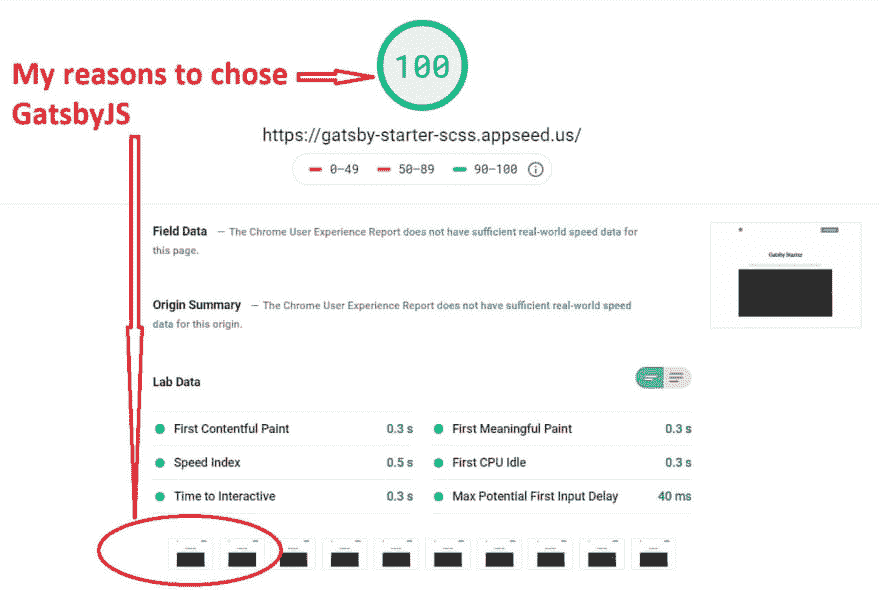 My reasons to chose
GatsbyJS
100
https://gatsby-starter-scss.appseed.us/
0–49 50–89 90–100
Field Data — The Chrome User Experience Report does not have sufficient real-world speed data for
this page.
Gatsby Starter
Origin Summary — The Chrome User Experience Report does not have sufficient real-world speed
data for this origin.
Lab Data
First Contentful Paint 0.3 s
First Meaningful Paint 0.3 s
Speed Index 0.5 s
First CPU Idle 0.3 s
Time to Interactive 0.3 s
Max Potential First Input Delay 40 ms